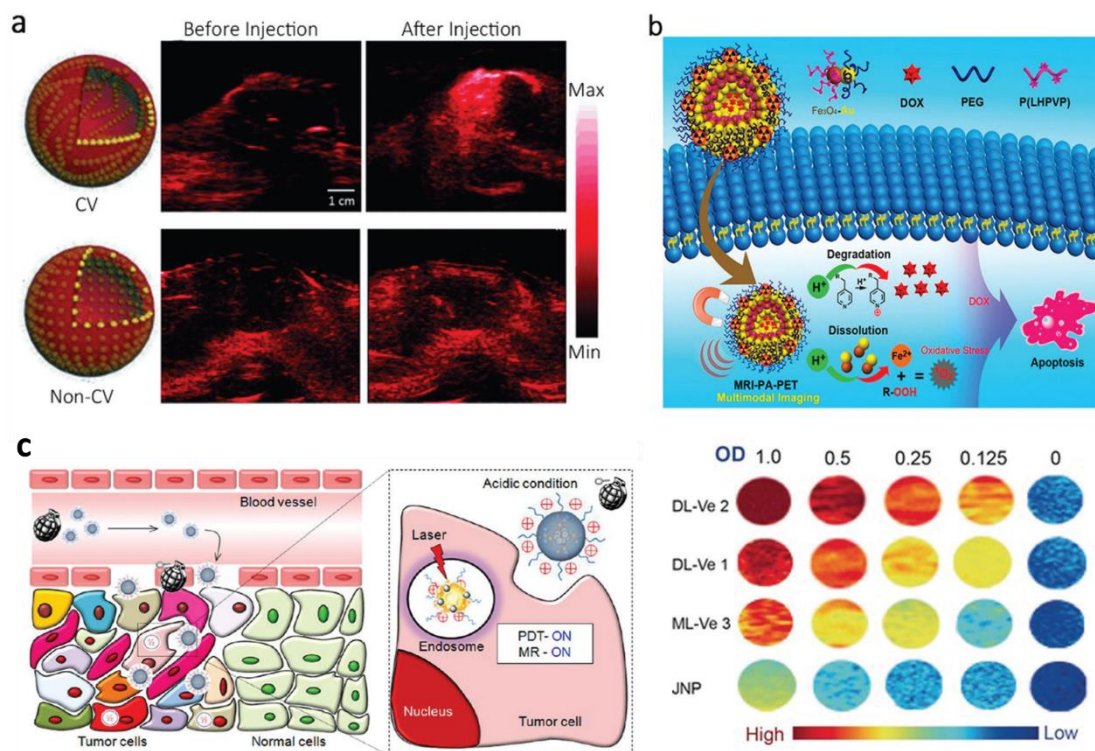 a
Before Injection
After Injection
CV
1 cm
Max
Min
Non-CV
b
Fe₃O₄-Au
DOX
PEG
P(LHPVP)
Degradation
H⁺
R
H⁺
R
N
N
⊕
DOX
Dissolution
H⁺
Fe²⁺
+
=
R-OOH
Oxidative Stress
Apoptosis
MRI-PA-PET
Multimodal Imaging
c
Blood vessel
Tumor cells
Normal cells
Acidic condition
Laser
Endosome
PDT- ON
MR - ON
Nucleus
Tumor cell
OD
1.0
0.5
0.25
0.125
0
DL-Ve 2
DL-Ve 1
ML-Ve 3
JNP
High
Low